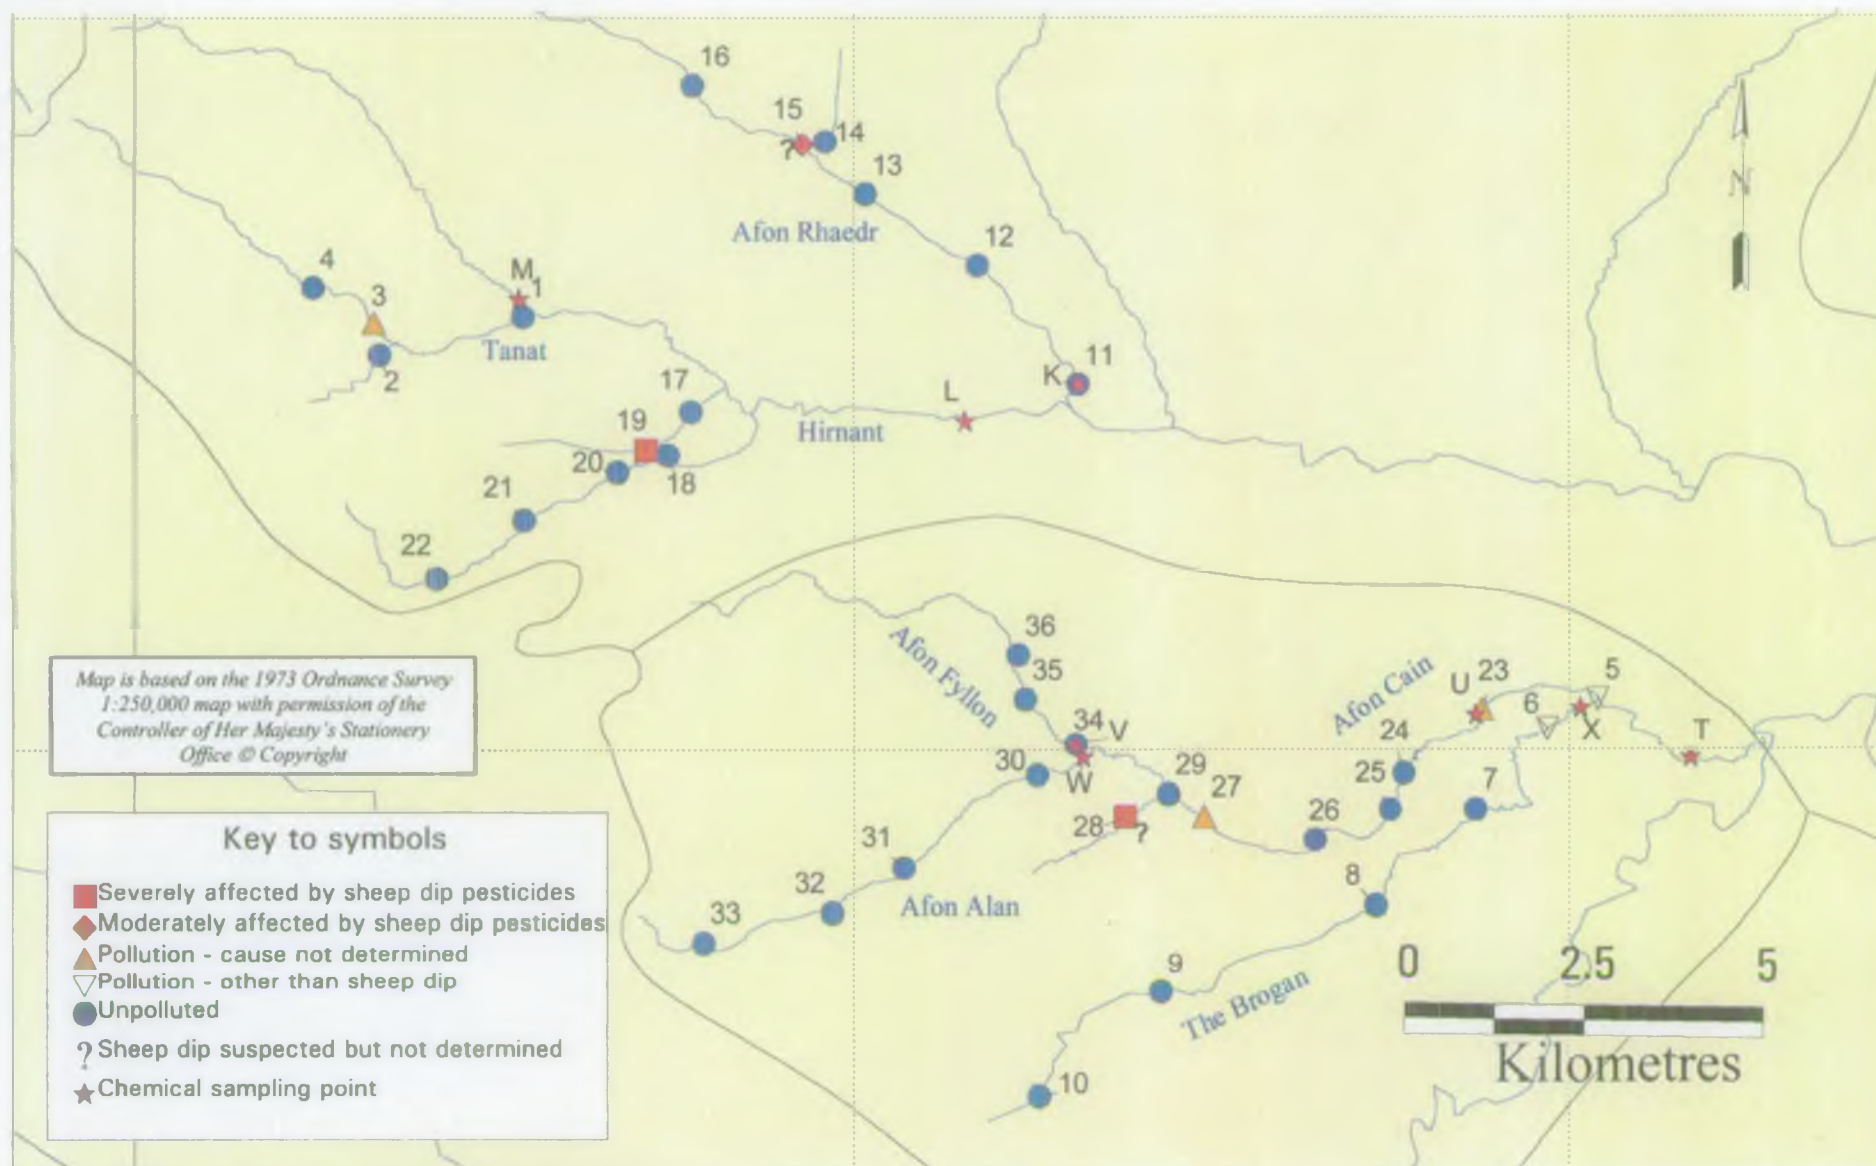 16
15
14
?
13
Afon Rhaedr
12
4
M
1
3
Tanat
2
11
K
L
17
Hirnant
19
20
18
21
22
N
36
Afon Fyllon
35
34
V
30
W
29
27
28
?
31
32
Afon Alan
33
Afon Cain
U
23
5
6
X
T
24
25
7
26
8
9
The Brogan
10
Map is based on the 1973 Ordnance Survey
1:250,000 map with permission of the
Controller of Her Majesty's Stationery
Office © Copyright
Key to symbols
Severely affected by sheep dip pesticides
Moderately affected by sheep dip pesticides
Pollution - cause not determined
Pollution - other than sheep dip
Unpolluted
? Sheep dip suspected but not determined
Chemical sampling point
0 2.5 5
Kilometres